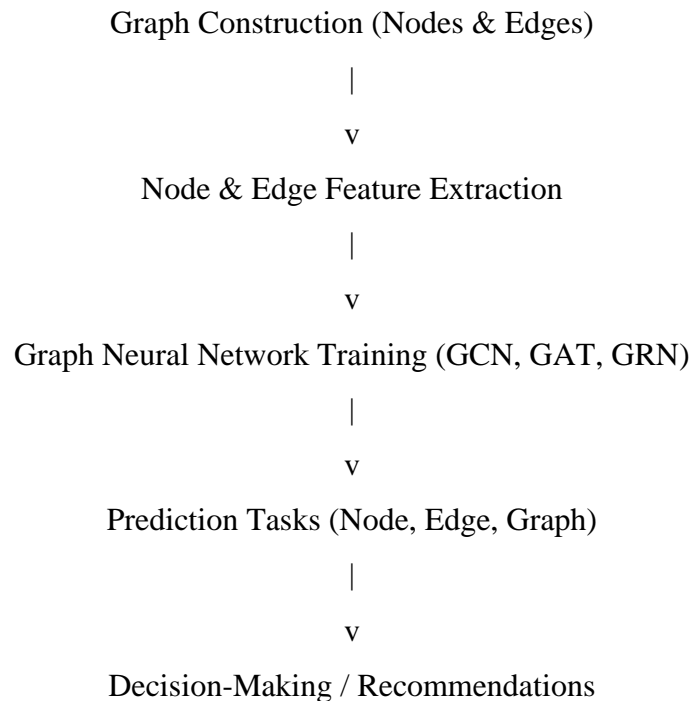 Graph Construction (Nodes & Edges)
|
v
Node & Edge Feature Extraction
|
v
Graph Neural Network Training (GCN, GAT, GRN)
|
v
Prediction Tasks (Node, Edge, Graph)
|
v
Decision-Making / Recommendations